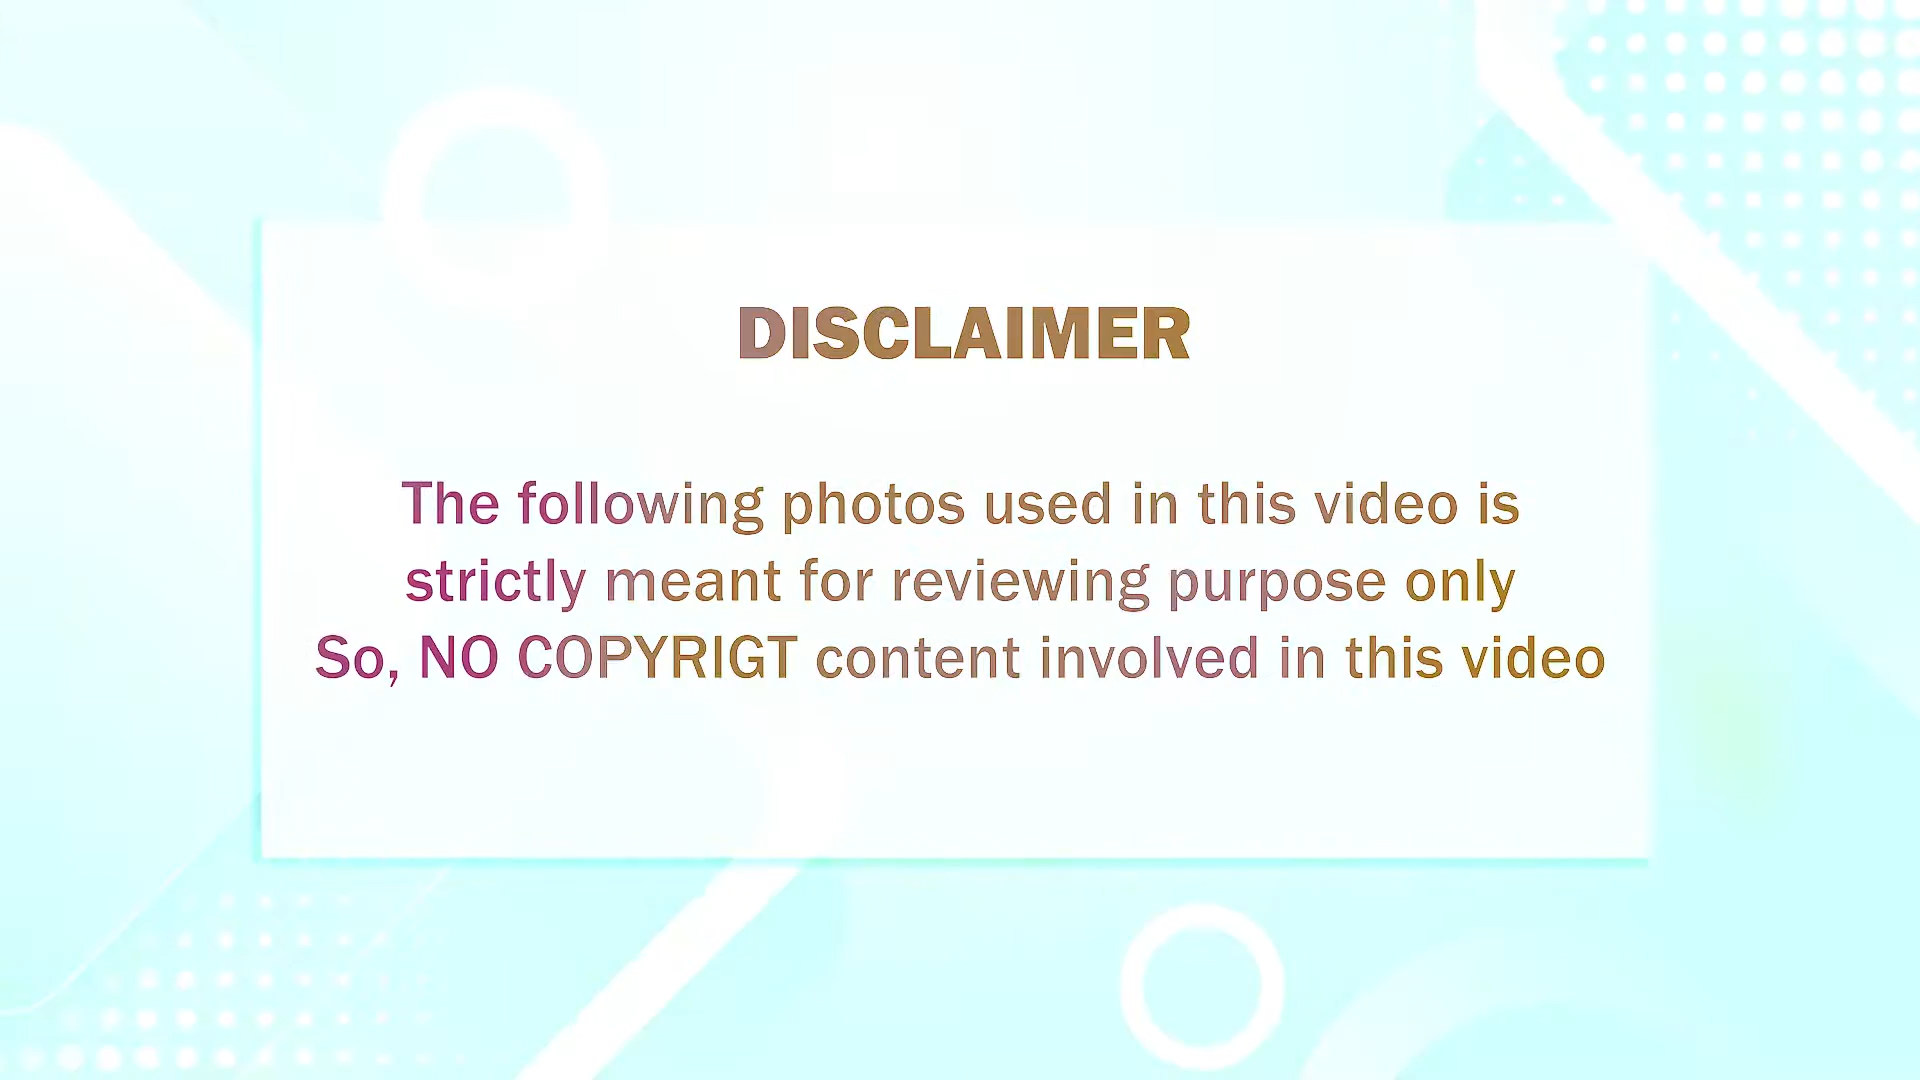 DISCLAIMER
The following photos used in this video is
strictly meant for reviewing purpose only
So, NO COPYRIGT content involved in this video